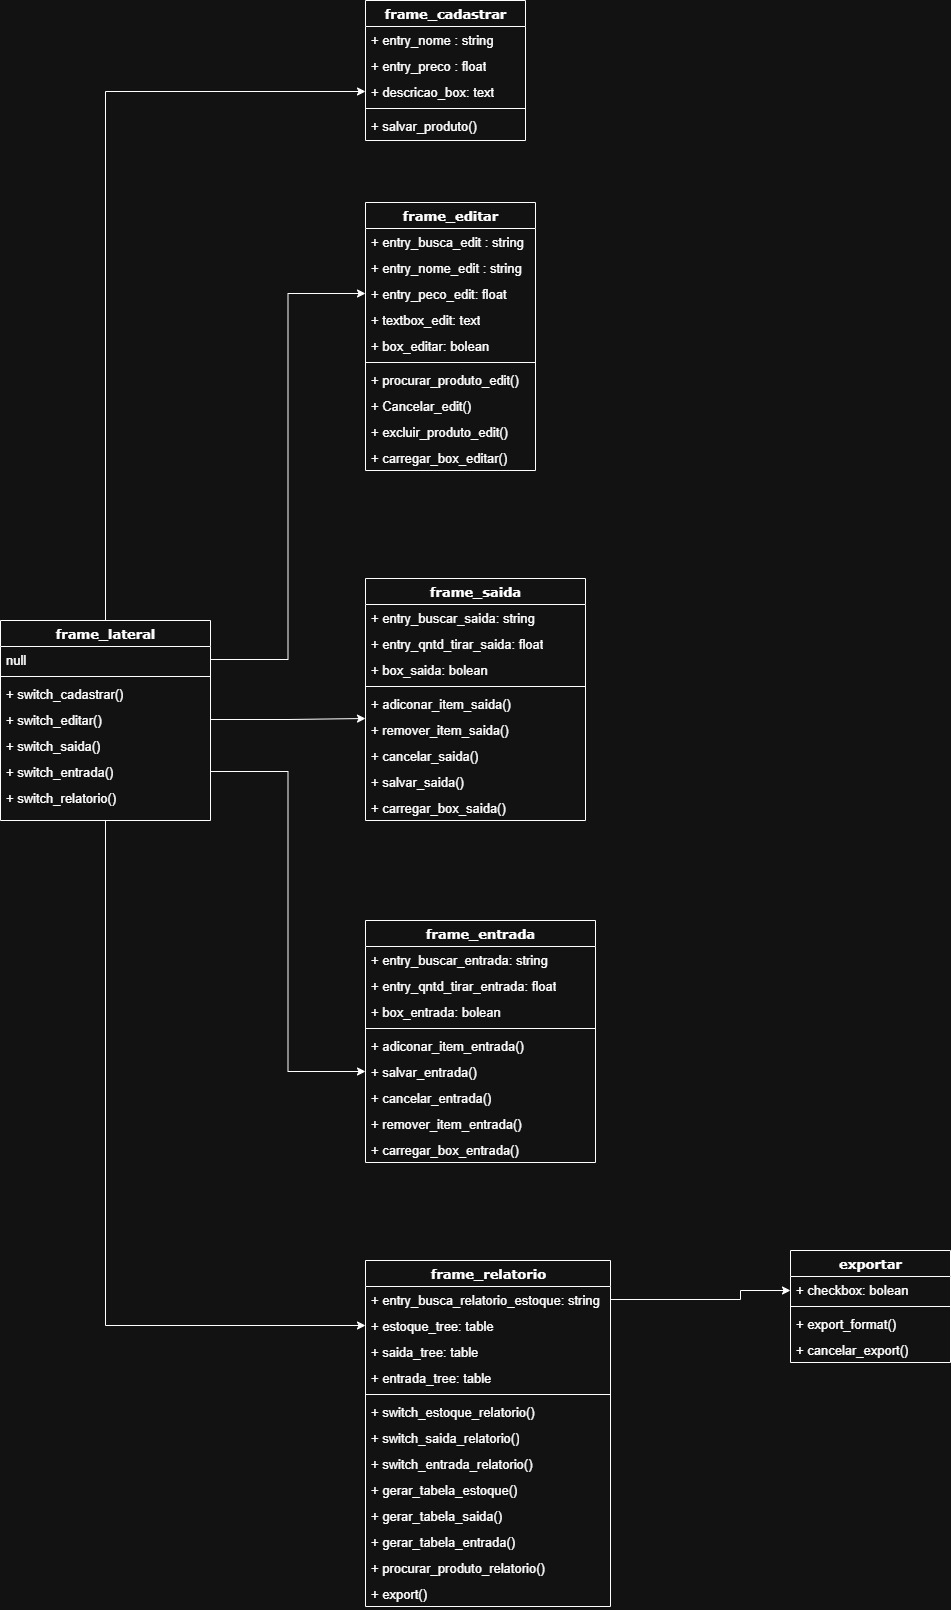 frame_cadastrar
+ entry_nome : string
+ entry_preco : float
+ descricao_box: text
+ salvar_produto()
frame_editar
+ entry_busca_edit : string
+ entry_nome_edit : string
+ entry_peco_edit: float
+ textbox_edit: text
+ box_editar: bolean
+ procurar_produto_edit()
+ Cancelar_edit()
+ excluir_produto_edit()
+ carregar_box_editar()
frame_lateral
null
+ switch_cadastrar()
+ switch_editar()
+ switch_saida()
+ switch_entrada()
+ switch_relatorio()
frame_saida
+ entry_buscar_saida: string
+ entry_qntd_tirar_saida: float
+ box_saida: bolean
+ adiconar_item_saida()
+ remover_item_saida()
+ cancelar_saida()
+ salvar_saida()
+ carregar_box_saida()
frame_entrada
+ entry_buscar_entrada: string
+ entry_qntd_tirar_entrada: float
+ box_entrada: bolean
+ adiconar_item_entrada()
+ salvar_entrada()
+ cancelar_entrada()
+ remover_item_entrada()
+ carregar_box_entrada()
frame_relatorio
+ entry_busca_relatorio_estoque: string
+ estoque_tree: table
+ saida_tree: table
+ entrada_tree: table
+ switch_estoque_relatorio()
+ switch_saida_relatorio()
+ switch_entrada_relatorio()
+ gerar_tabela_estoque()
+ gerar_tabela_saida()
+ gerar_tabela_entrada()
+ procurar_produto_relatorio()
+ export()
exportar
+ checkbox: bolean
+ export_format()
+ cancelar_export()